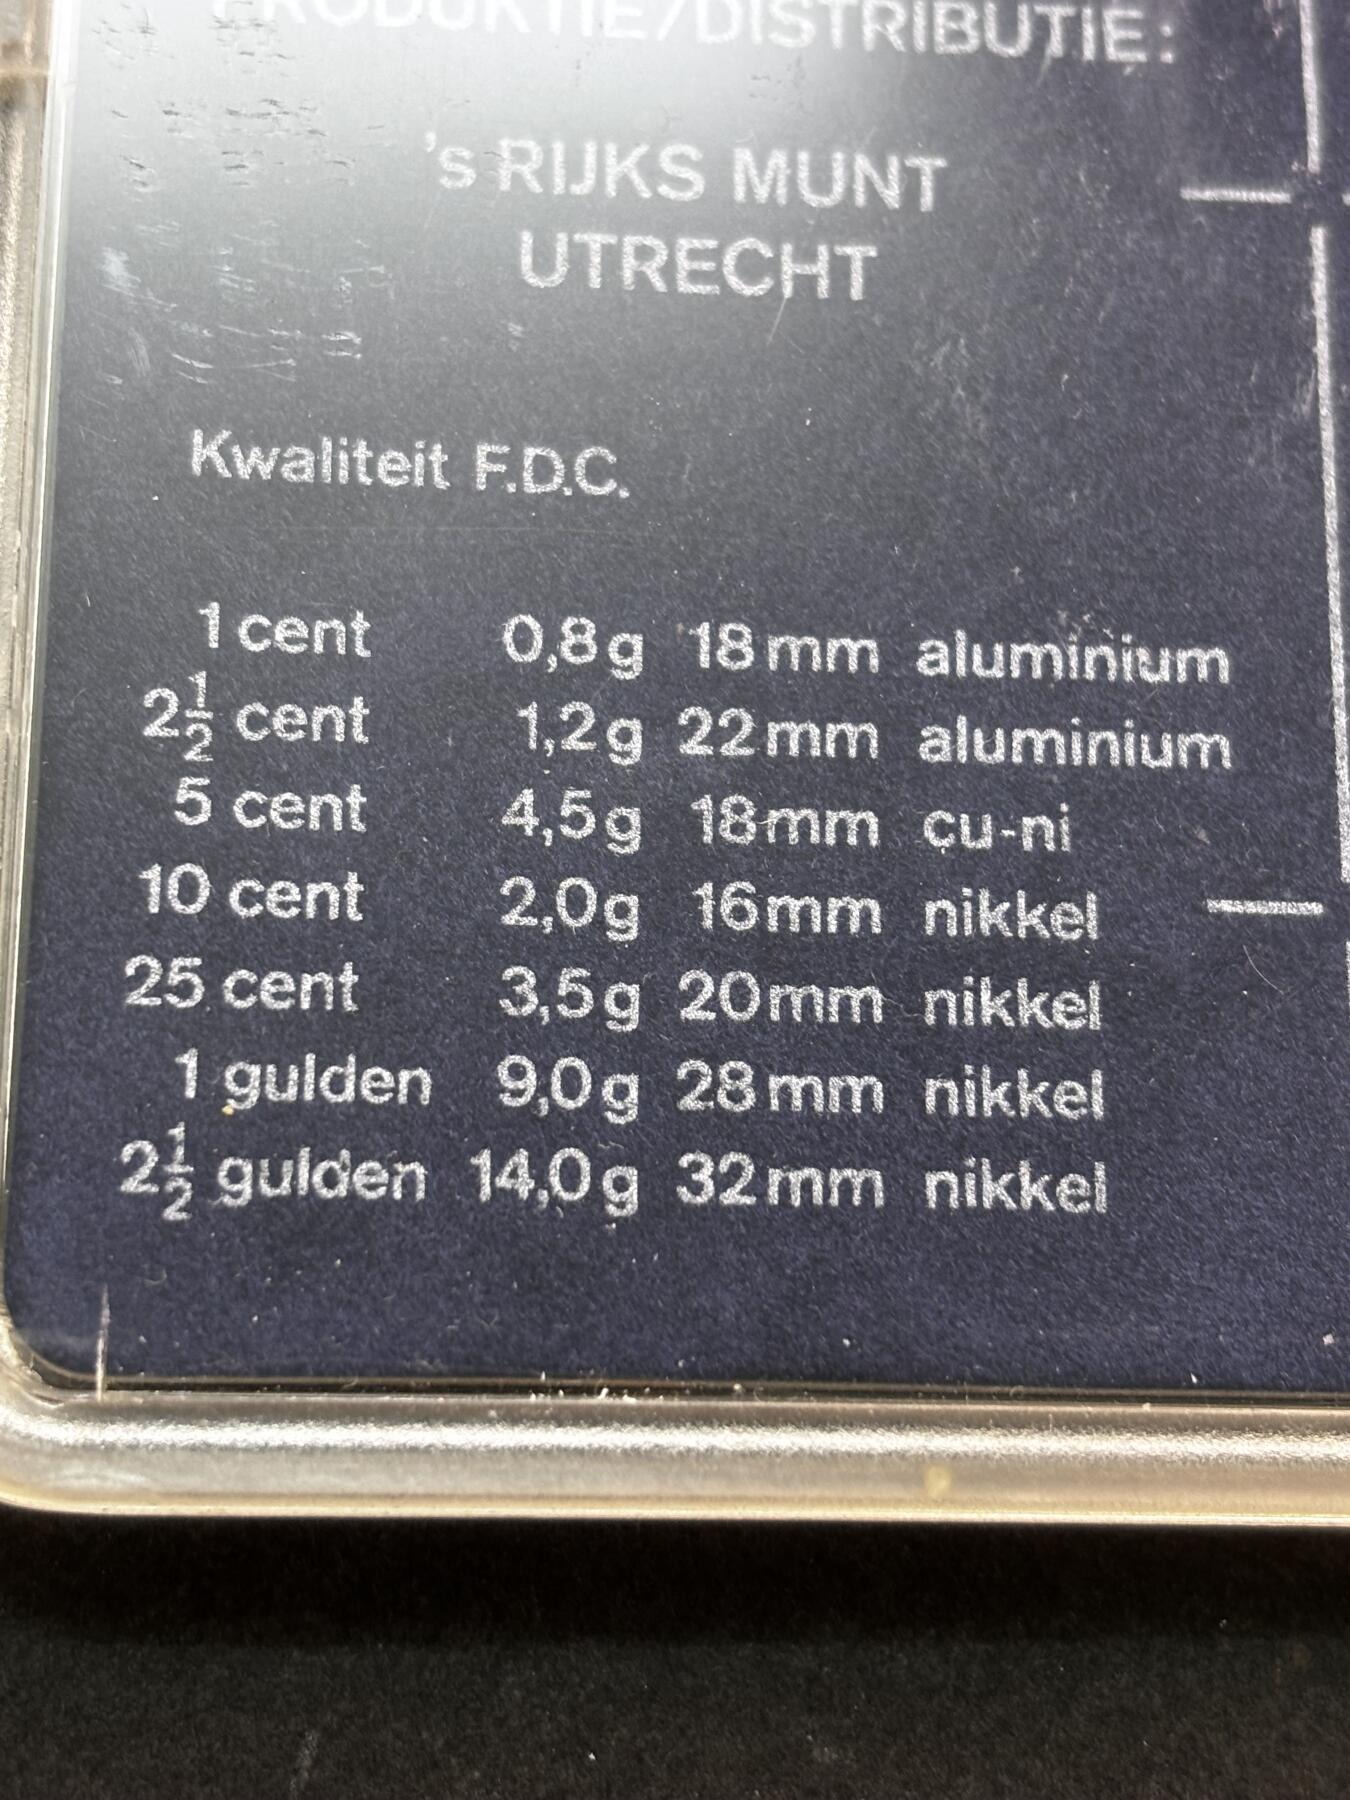 PRODUKTIE/DISTRIBUTIE:
's RIJKS MUNT
UTRECHT
Kwaliteit F.D.C.
1 cent 0,8g 18mm aluminium
2½ cent 1,2g 22mm aluminium
5 cent 4,5g 18mm cu-ni
10 cent 2,0g 16mm nikkel
25 cent 3,5g 20mm nikkel
1 gulden 9,0g 28mm nikkel
2½ gulden 14,0g 32mm nikkel